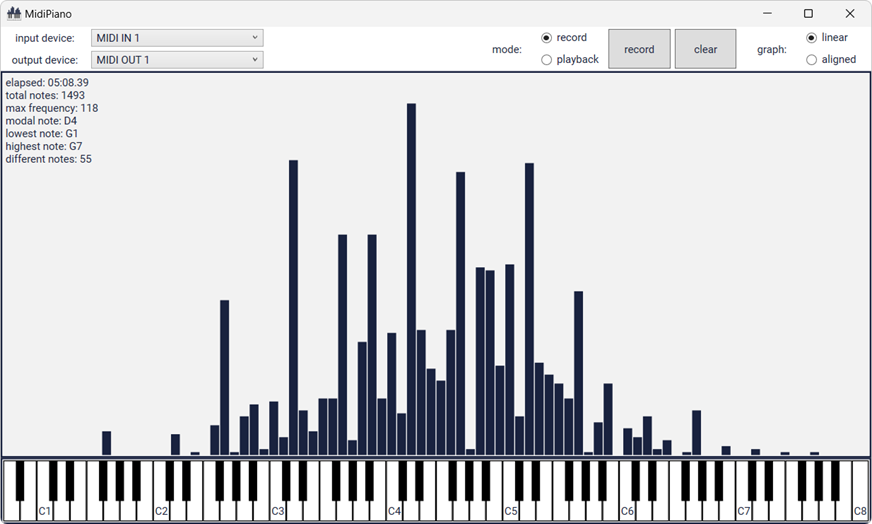 MidiPiano
input device: MIDI IN 1
output device: MIDI OUT 1
mode:
record
playback
record
clear
graph:
linear
aligned
elapsed: 05:08.39
total notes: 1493
max frequency: 118
modal note: D4
lowest note: G1
highest note: G7
different notes: 55
C1 C2 C3 C4 C5 C6 C7 C8